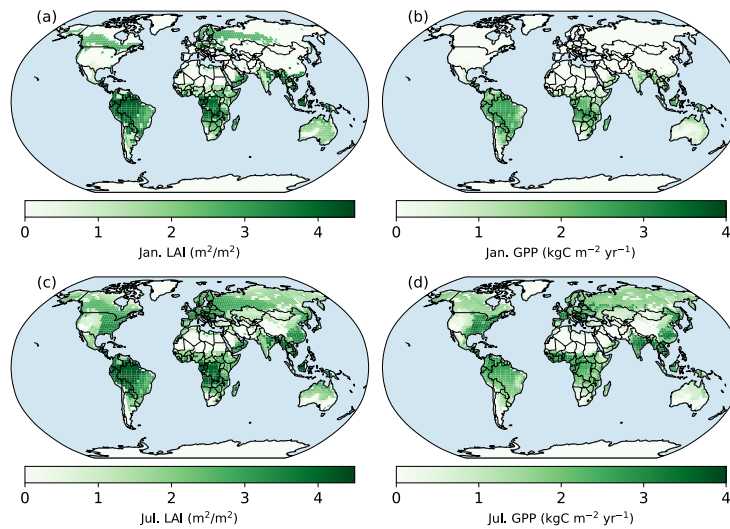 (a) (b)
0 1 2 3 4 0 1 2 3 4
Jan. LAI (m²/m²) Jan. GPP (kgC m⁻² yr⁻¹)
(c) (d)
0 1 2 3 4 0 1 2 3 4
Jul. LAI (m²/m²) Jul. GPP (kgC m⁻² yr⁻¹)